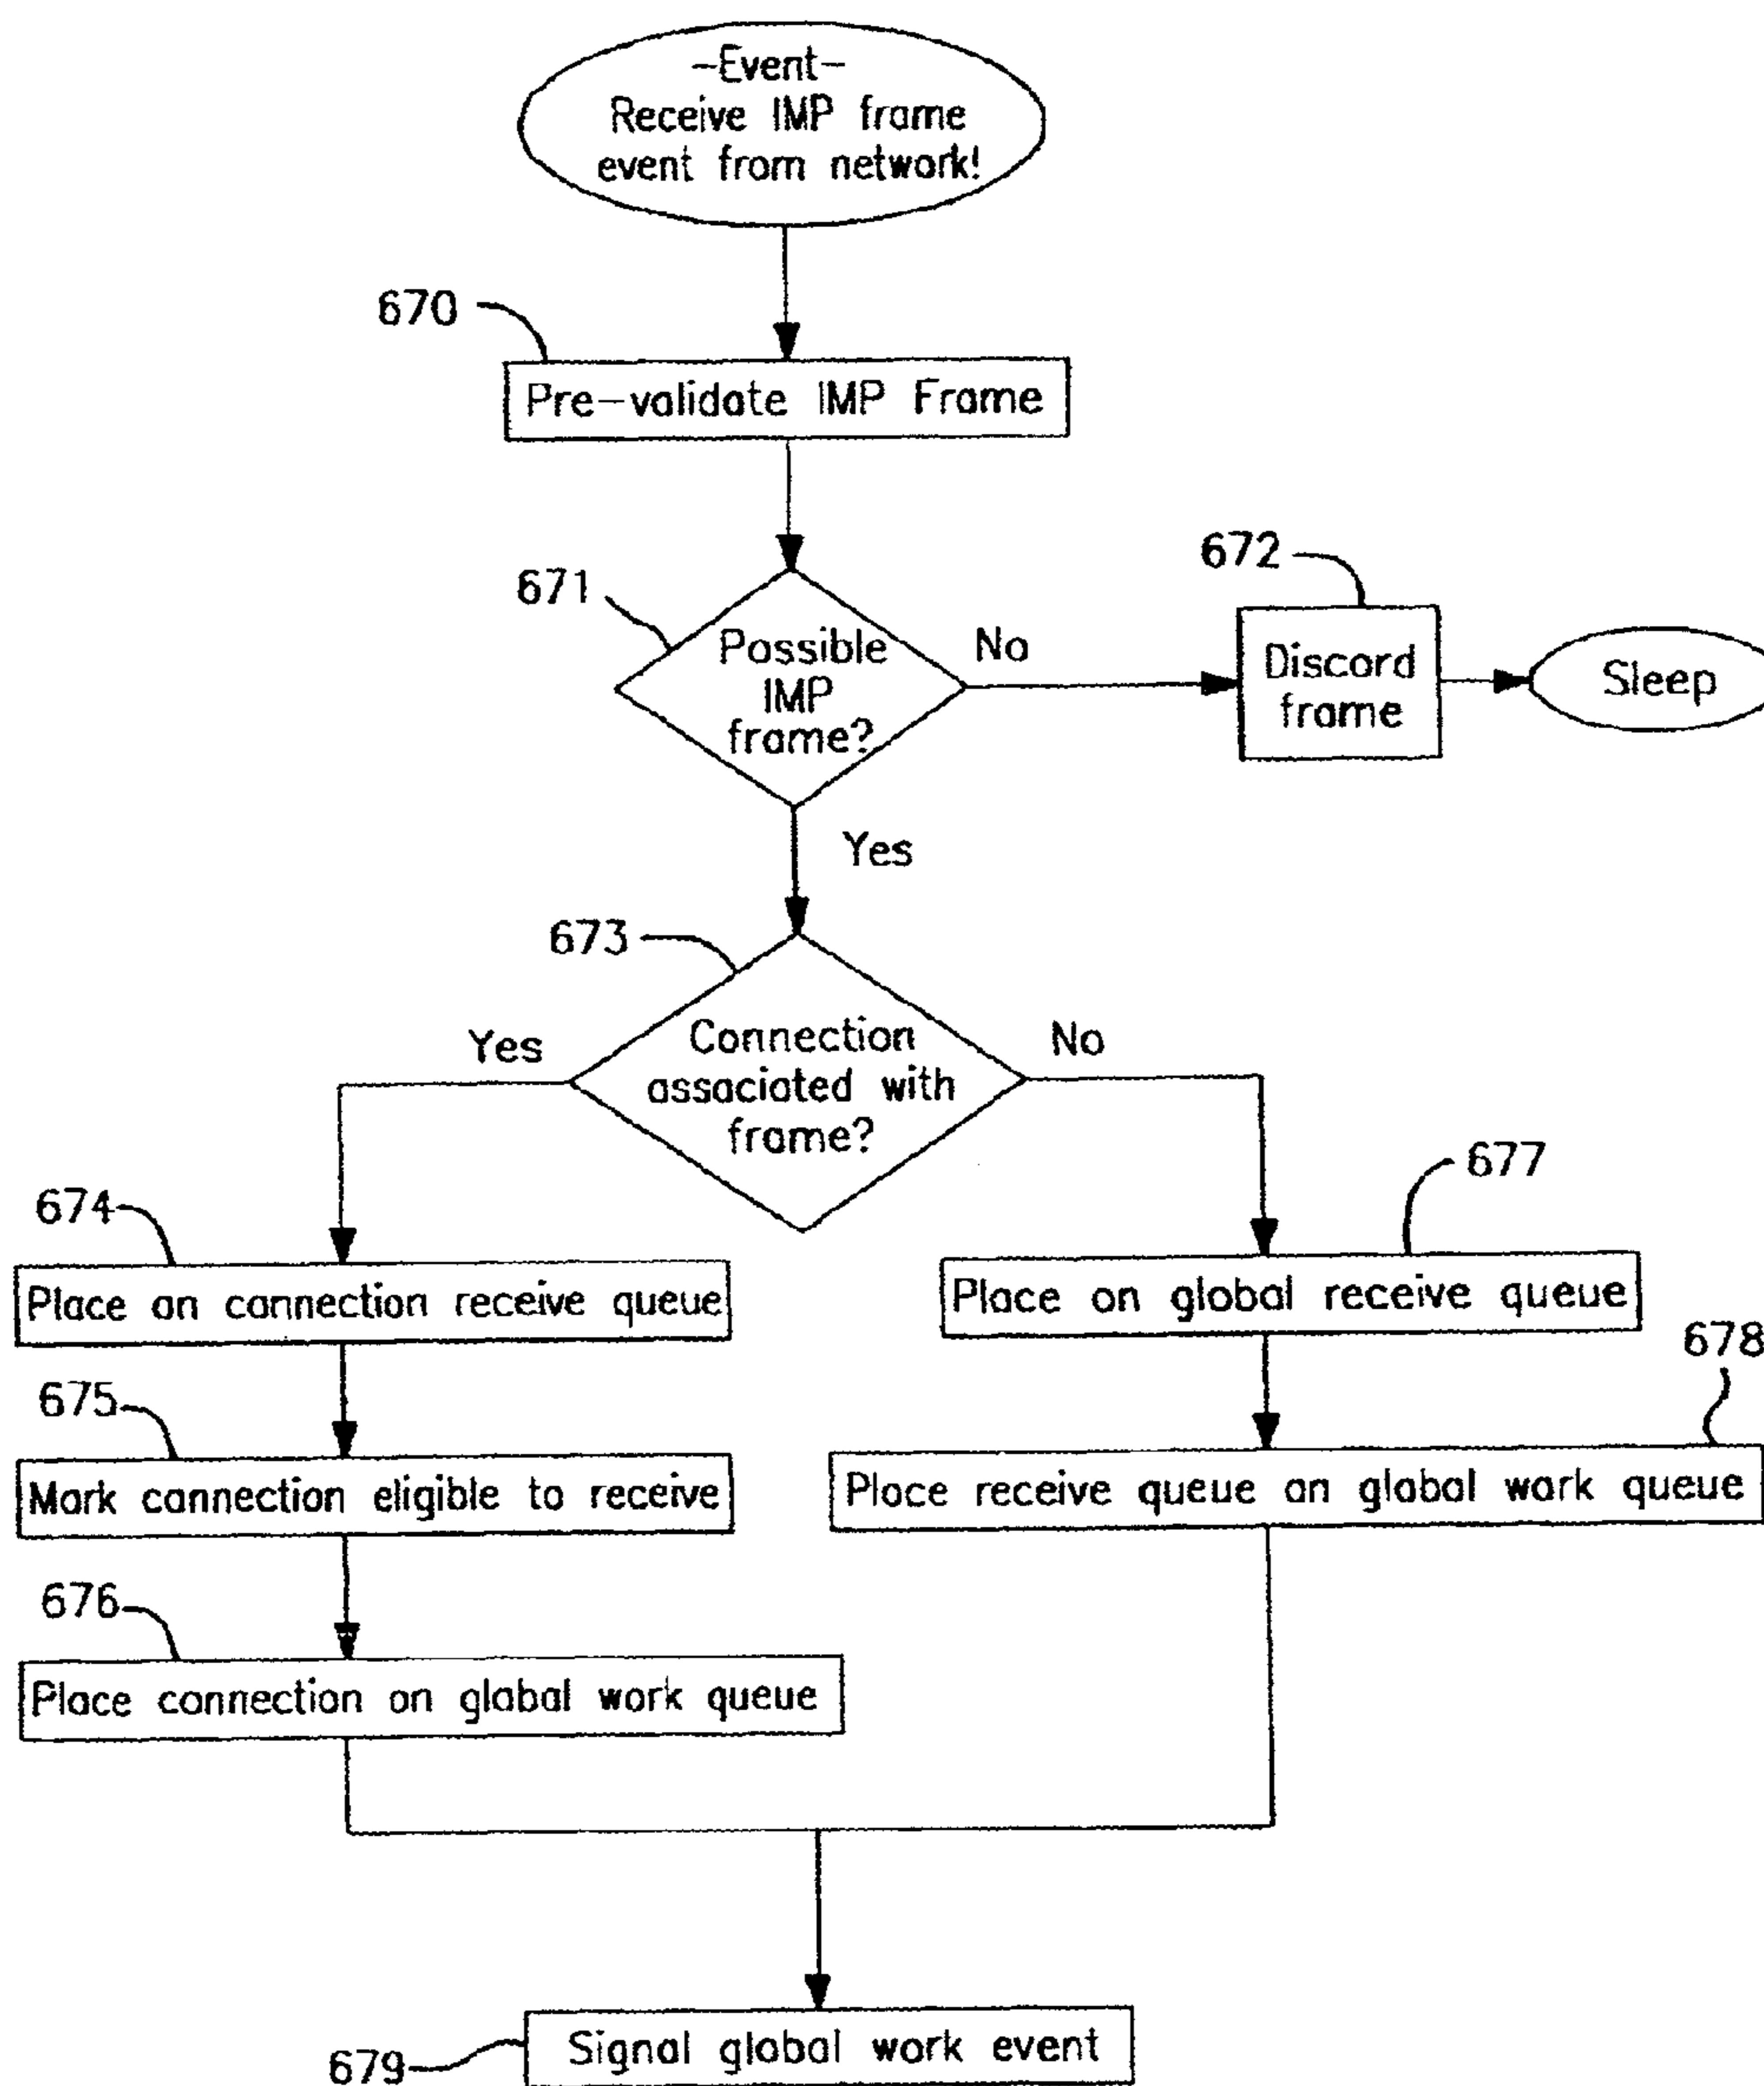 -Event-
Receive IMP frame
event from network!
670
Pre-validate IMP Frame
671
Possible
IMP
frame?
No
672
Discard
frame
Sleep
Yes
673
Connection
associated with
frame?
Yes
No
674
Place on connection receive queue
677
Place on global receive queue
675
Mark connection eligible to receive
678
Place receive queue on global work queue
676
Place connection on global work queue
679
Signal global work event